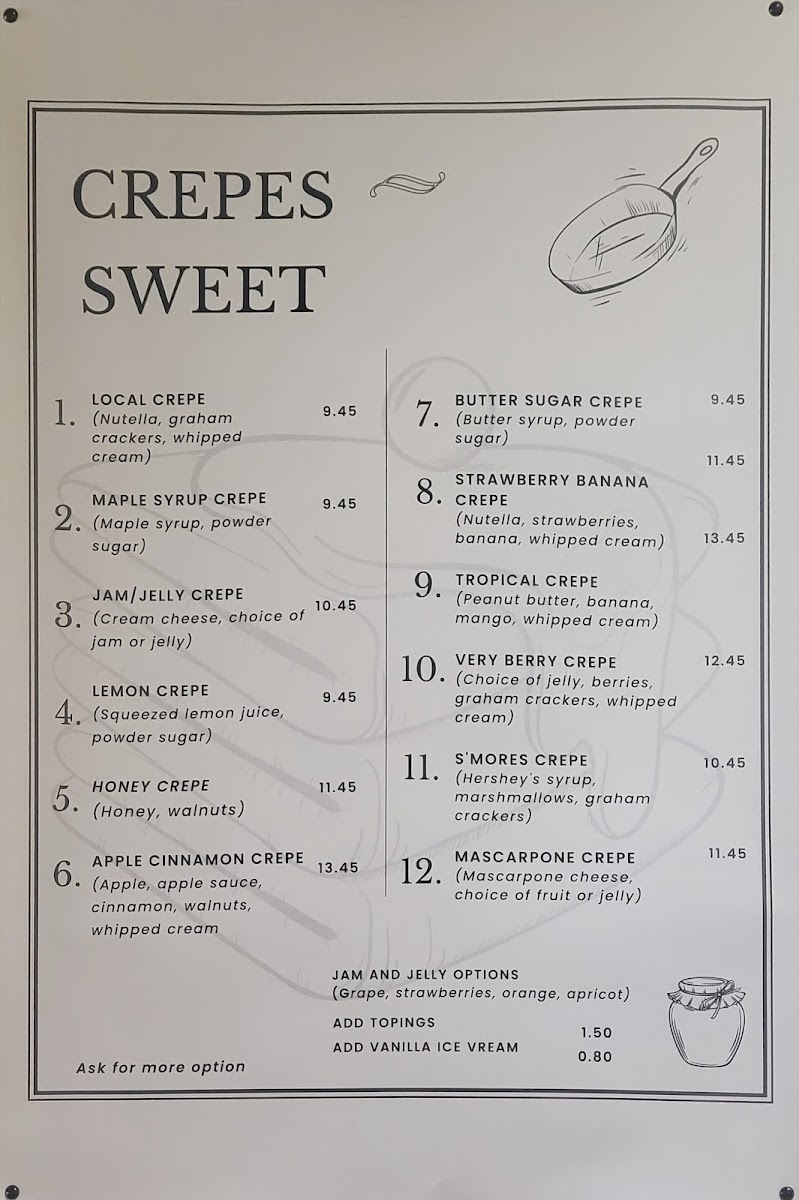 CREPES
SWEET
1. LOCAL CREPE 9.45
(Nutella, graham
crackers, whipped
cream)
2. MAPLE SYRUP CREPE 9.45
(Maple syrup, powder
sugar)
3. JAM/JELLY CREPE 10.45
(Cream cheese, choice of
jam or jelly)
4. LEMON CREPE 9.45
(Squeezed lemon juice,
powder sugar)
5. HONEY CREPE 11.45
(Honey, walnuts)
6. APPLE CINNAMON CREPE 13.45
(Apple, apple sauce,
cinnamon, walnuts,
whipped cream
7. BUTTER SUGAR CREPE 9.45
(Butter syrup, powder
sugar)
11.45
8. STRAWBERRY BANANA
CREPE
(Nutella, strawberries,
banana, whipped cream) 13.45
9. TROPICAL CREPE
(Peanut butter, banana,
mango, whipped cream)
10. VERY BERRY CREPE 12.45
(Choice of jelly, berries,
graham crackers, whipped
cream)
11. S'MORES CREPE 10.45
(Hershey's syrup,
marshmallows, graham
crackers)
12. MASCARPONE CREPE 11.45
(Mascarpone cheese,
choice of fruit or jelly)
JAM AND JELLY OPTIONS
(Grape, strawberries, orange, apricot)
ADD TOPINGS 1.50
ADD VANILLA ICE VREAM 0.80
Ask for more option